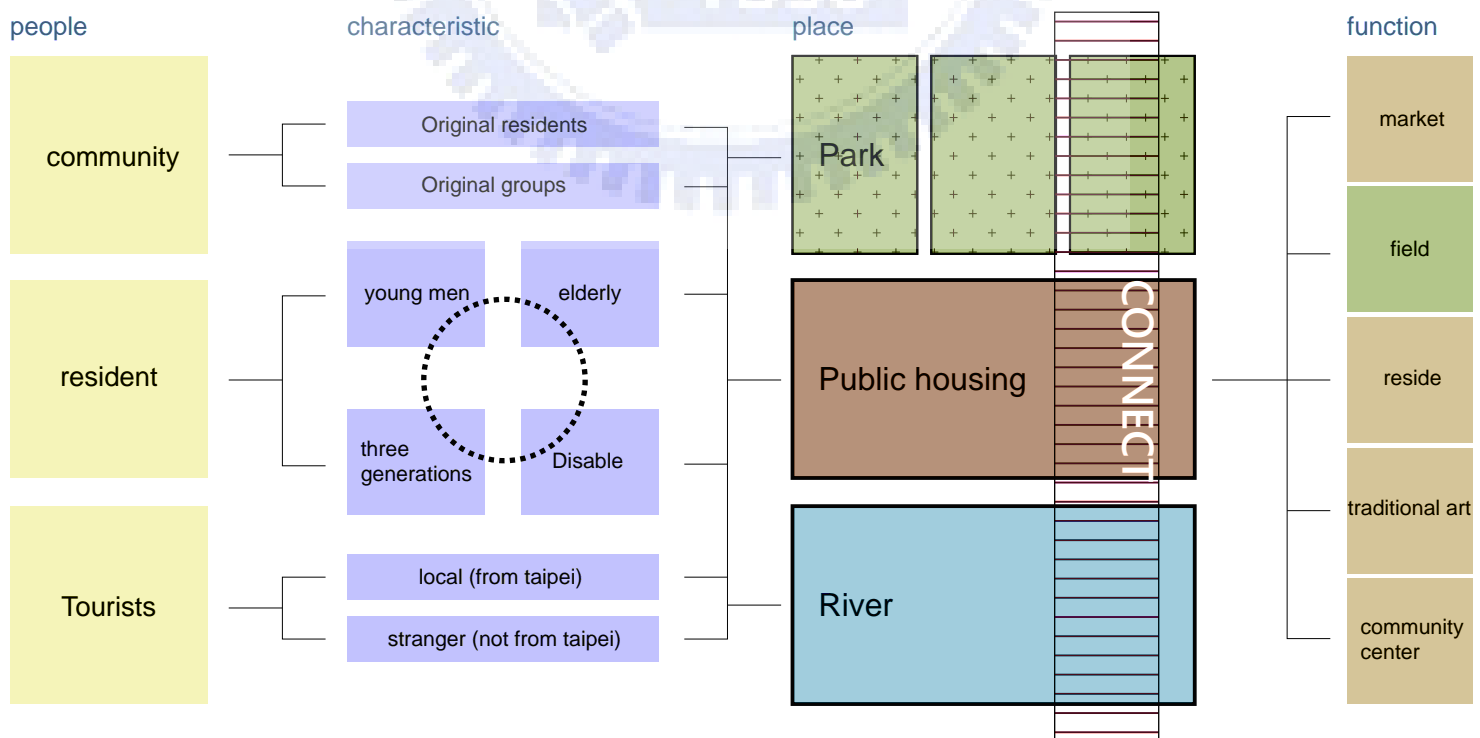 people
characteristic
place
function
community
Original residents
Original groups
Park
market
field
resident
young men
elderly
three
generations
Disable
Public housing
CONNECT
reside
traditional art
Tourists
local (from taipei)
stranger (not from taipei)
River
community
center